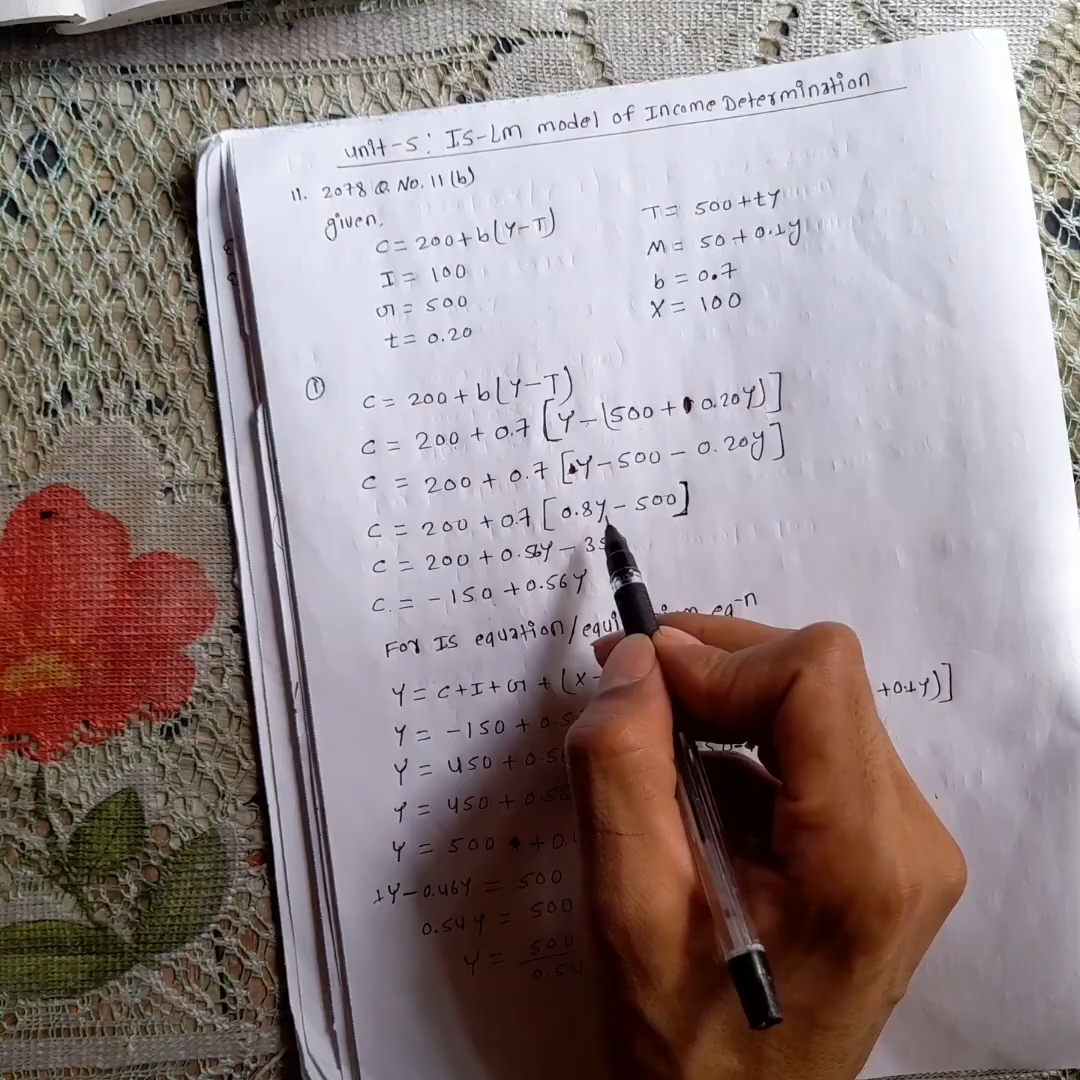 unit-5: IS-LM model of Income Determination
11. 2078 Q. No. 11 (b)
given,
C = 200 + b(Y-T)
I = 100
G = 500
t = 0.20
T = 500 + tY
M = 50 + 0.1Y
b = 0.7
X = 100
①
C = 200 + b(Y-T)
C = 200 + 0.7 [Y - (500 + 0.20Y)]
C = 200 + 0.7 [Y - 500 - 0.20Y]
C = 200 + 0.7 [0.8Y - 500]
C = 200 + 0.56Y - 3
C = -150 + 0.56Y
For IS equation/equi eq-n
Y = C + I + G + (X -
Y = -150 + 0.5 + 0.1Y)]
Y = 450 + 0.5
Y = 450 + 0.56
Y = 500 + 0.
1Y - 0.46Y = 500
0.54Y = 500
Y = 500
0.54